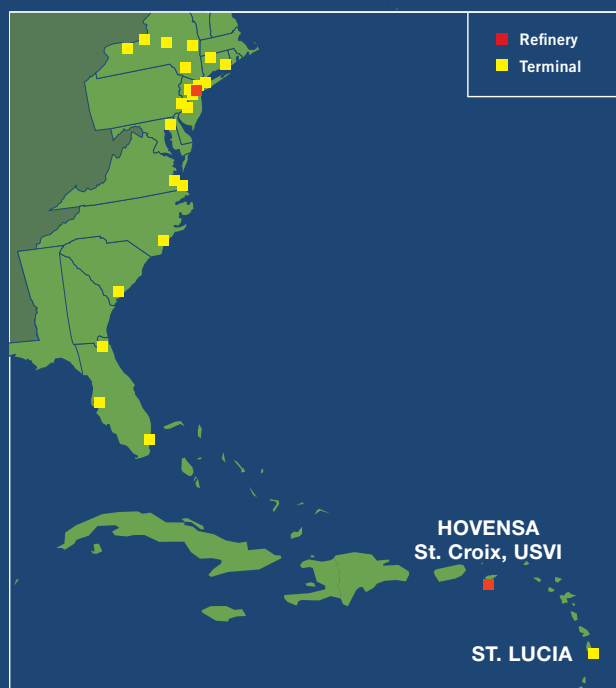 Refinery
Terminal
HOVENSA
St. Croix, USVI
ST. LUCIA